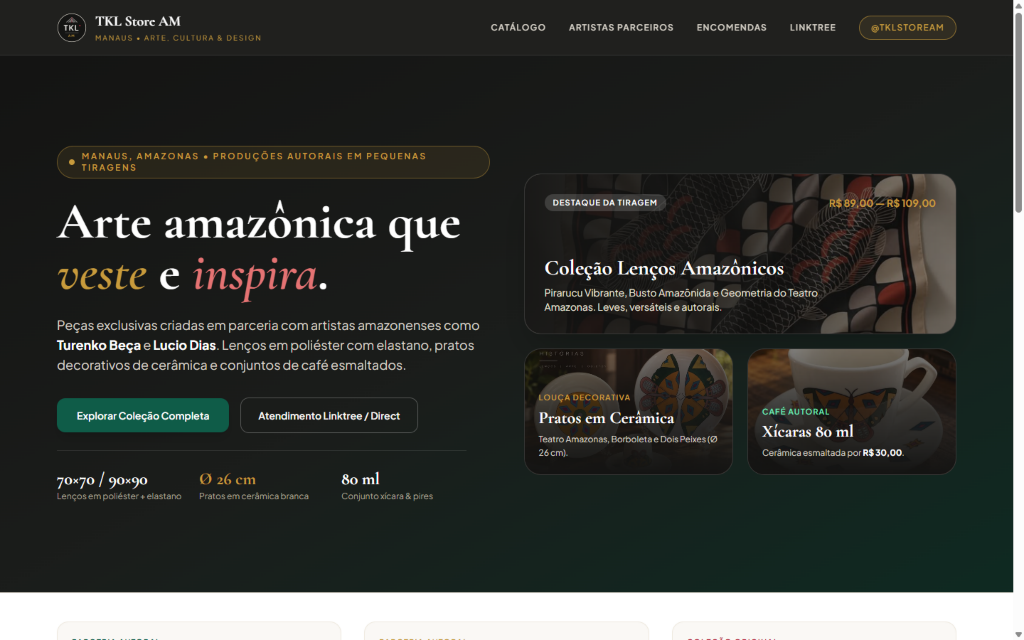 TKL
AM
TKL Store AM
MANAUS • ARTE, CULTURA & DESIGN
CATÁLOGO
ARTISTAS PARCEIROS
ENCOMENDAS
LINKTREE
@TKLSTOREAM
MANAUS, AMAZONAS • PRODUÇÕES AUTORAIS EM PEQUENAS
TIRAGENS
Arte amazônica que
veste e inspira.
Peças exclusivas criadas em parceria com artistas amazonenses como
Turenko Beça e Lucio Dias. Lenços em poliéster com elastano, pratos
decorativos de cerâmica e conjuntos de café esmaltados.
Explorar Coleção Completa
Atendimento Linktree / Direct
70×70 / 90×90
Lenços em poliéster + elastano
Ø 26 cm
Pratos em cerâmica branca
80 ml
Conjunto xícara & pires
DESTAQUE DA TIRAGEM
R$ 89,00 — R$ 109,00
Coleção Lenços Amazônicos
Pirarucu Vibrante, Busto Amazônida e Geometria do Teatro
Amazonas. Leves, versáteis e autorais.
LOUÇA DECORATIVA
Pratos em Cerâmica
Teatro Amazonas, Borboleta e Dois Peixes (Ø
26 cm).
CAFÉ AUTORAL
Xícaras 80 ml
Cerâmica esmaltada por R$ 30,00.